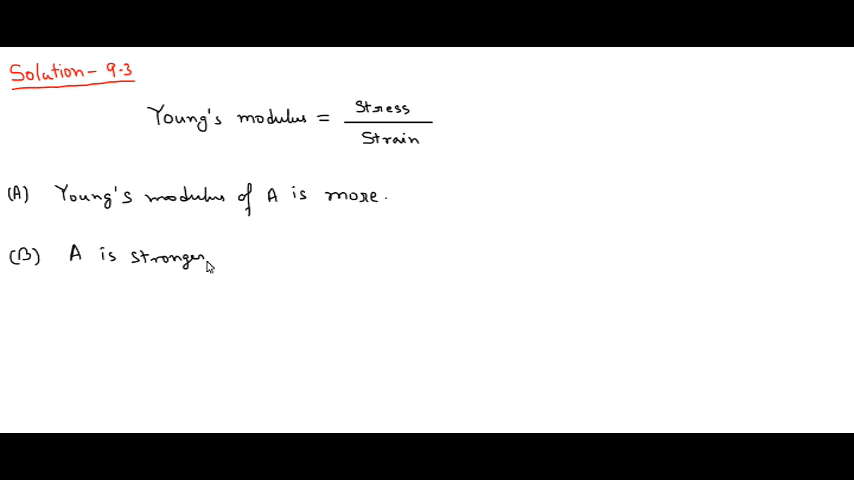 Solution - 9.3
Young's modulus = Stress
Strain
(A) Young's modulus of A is more.
(B) A is stronger